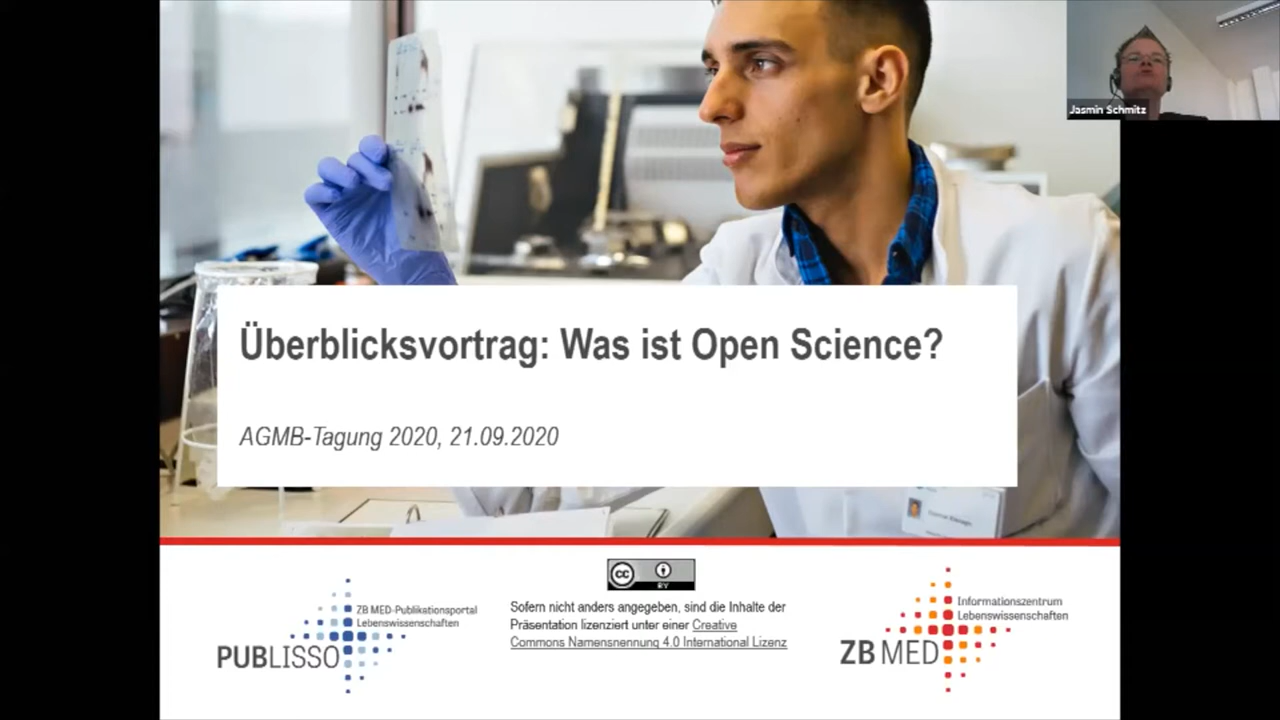 Jasmin Schmitz
Überblicksvortrag: Was ist Open Science?
AGMB-Tagung 2020, 21.09.2020
cc
BY
Sofern nicht anders angegeben, sind die Inhalte der
Präsentation lizenziert unter einer Creative
Commons Namensnennung 4.0 International Lizenz
ZB MED-Publikationsportal
Lebenswissenschaften
PUBLISSO
Informationszentrum
Lebenswissenschaften
ZB MED